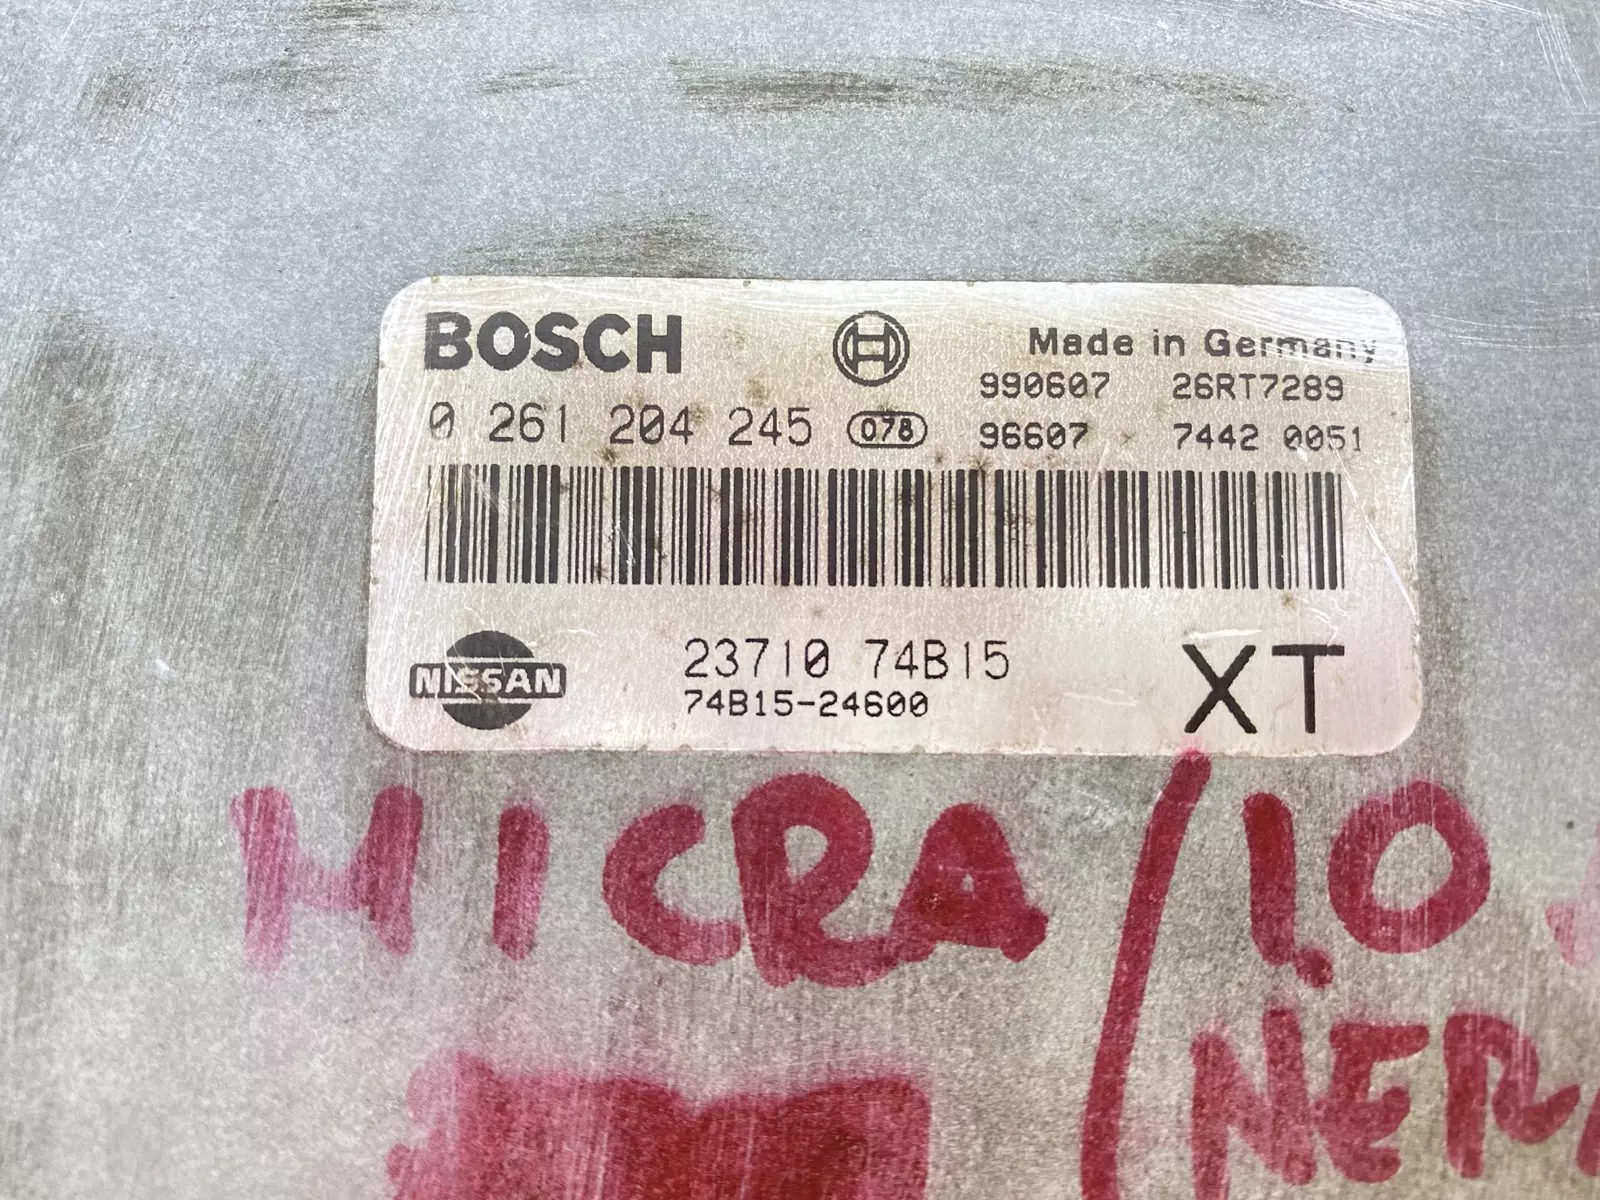 BOSCH
Made in Germany
990607 26RT7289
0 261 204 245 078
96607 7442 0051
NISSAN
23710 74B15
74B15-24600
XT
MICRA / 1.0